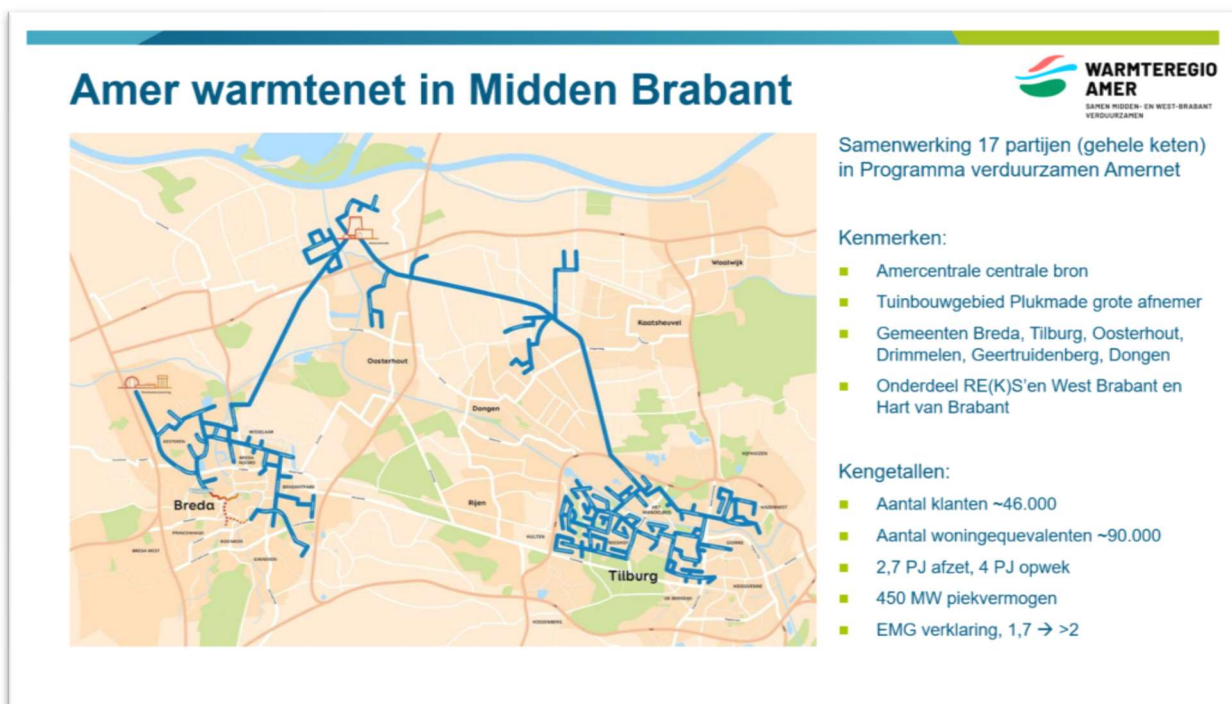 Amer warmtenet in Midden Brabant
WARMTEREGIO
AMER
SAMEN MIDDEN- EN WEST-BRABANT
VERDUURZAMEN
Samenwerking 17 partijen (gehele keten)
in Programma verduurzamen Amernet
Kenmerken:
Amercentrale centrale bron
Tuinbouwgebied Plukmade grote afnemer
Gemeenten Breda, Tilburg, Oosterhout,
Drimmelen, Geertruidenberg, Dongen
Onderdeel RE(K)S'en West Brabant en
Hart van Brabant
Kengetallen:
Aantal klanten ~46.000
Aantal woningequevalenten ~90.000
2,7 PJ afzet, 4 PJ opwek
450 MW piekvermogen
EMG verklaring, 1,7 → >2
Waalwijk
Kaatsheuvel
Oosterhout
Dongen
Breda
Rijen
HULTEN
Tilburg
BREDA WEST
PRINCENHAGE